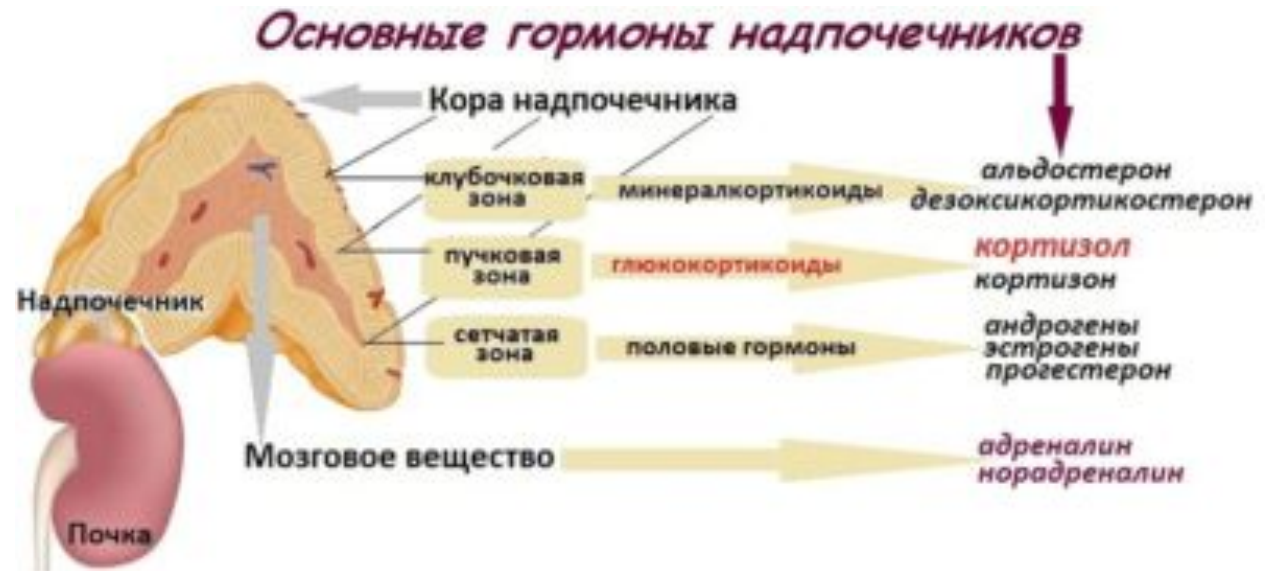 Основные гормоны надпочечников
Кора надпочечника
клубочковая
зона
минералкортикоиды
альдостерон
дезоксикортикостерон
пучковая
зона
глюкокортикоиды
кортизол
кортизон
Надпочечник
сетчатая
зона
половые гормоны
андрогены
эстрогены
прогестерон
Мозговое вещество
адреналин
норадреналин
Почка